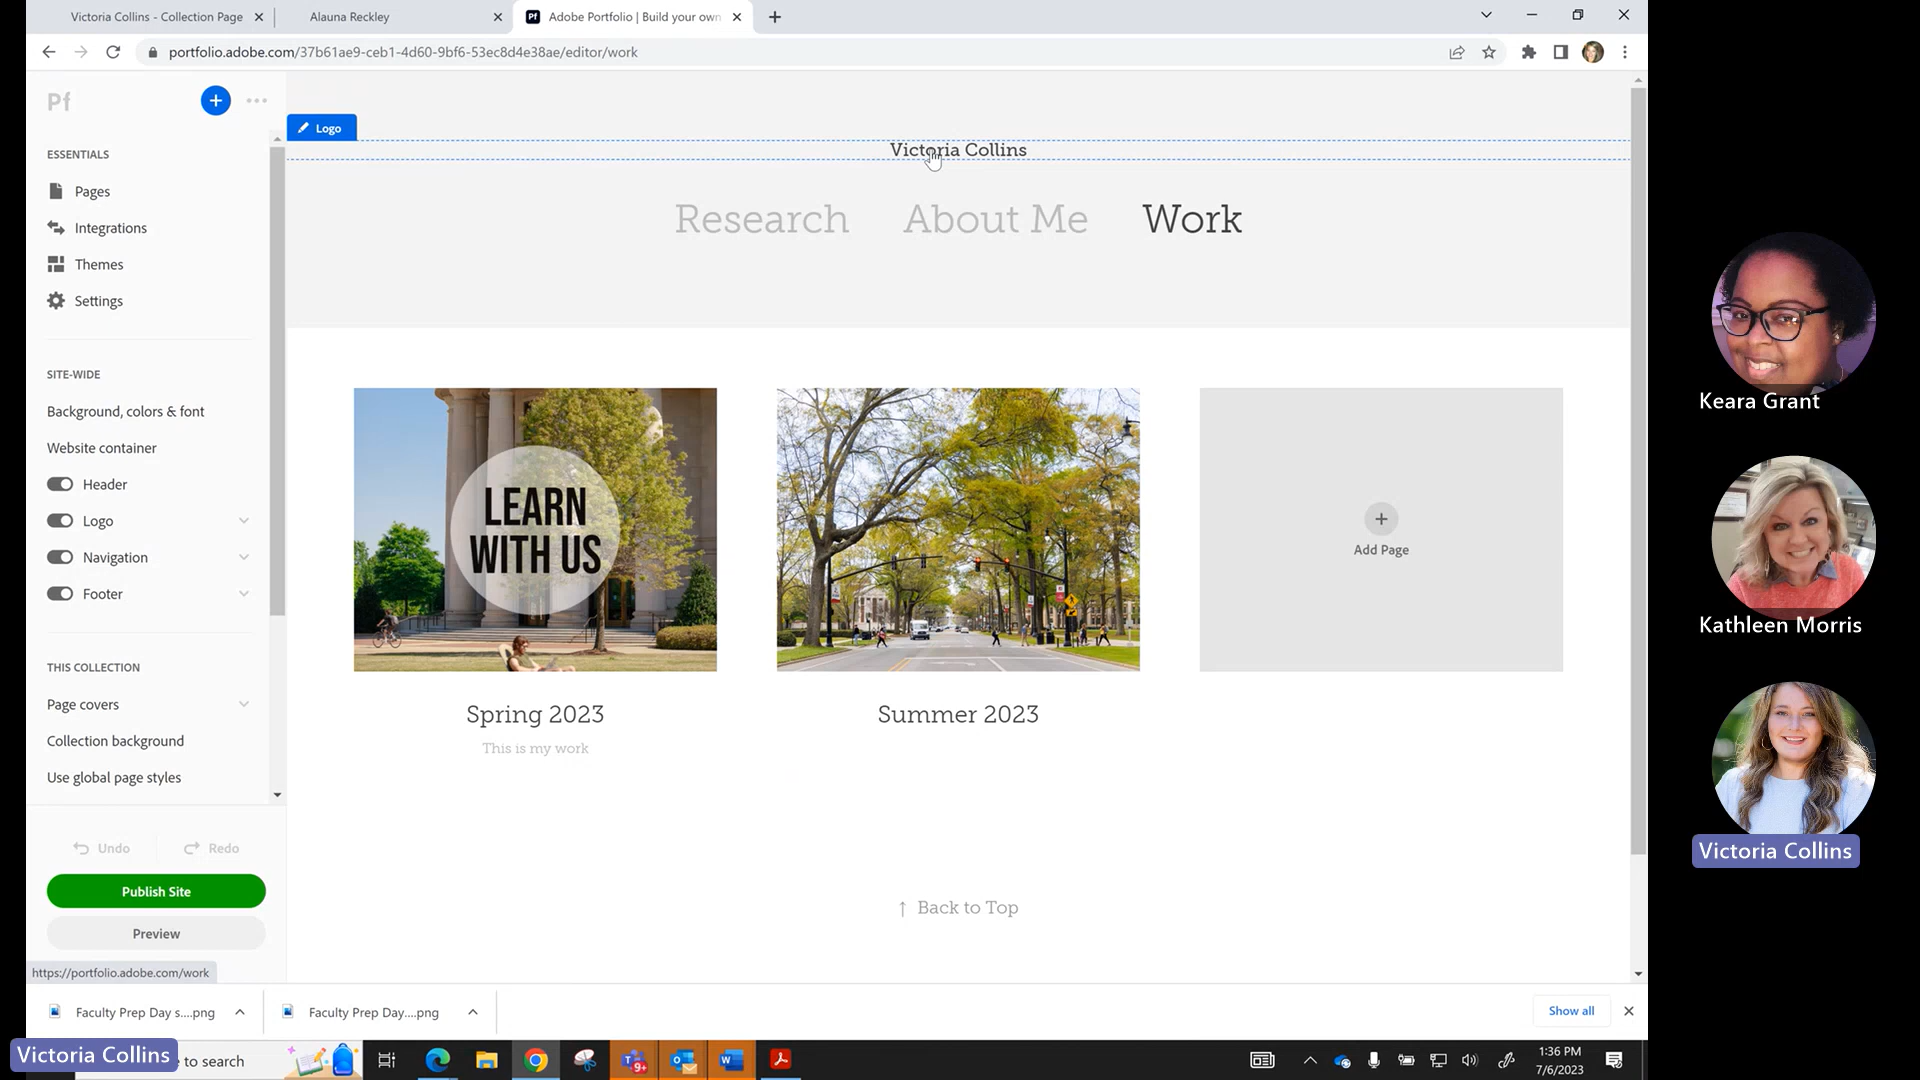 Victoria Collins - Collection Page
Alauna Reckley
Pf Adobe Portfolio | Build your own
portfolio.adobe.com/37b61ae9-ceb1-4d60-9bf6-53ec8d4e38ae/editor/work
Pf
Logo
ESSENTIALS
Pages
Integrations
Themes
Settings
SITE-WIDE
Background, colors & font
Website container
Header
Logo
Navigation
Footer
THIS COLLECTION
Page covers
Collection background
Use global page styles
Undo
Redo
Publish Site
Preview
https://portfolio.adobe.com/work
Victoria Collins
Research
About Me
Work
LEARN
WITH US
Add Page
Spring 2023
This is my work
Summer 2023
↑ Back to Top
Keara Grant
Kathleen Morris
Victoria Collins
Faculty Prep Day s....png
Faculty Prep Day....png
Show all
Victoria Collins
e to search
9+
1:36 PM
7/6/2023